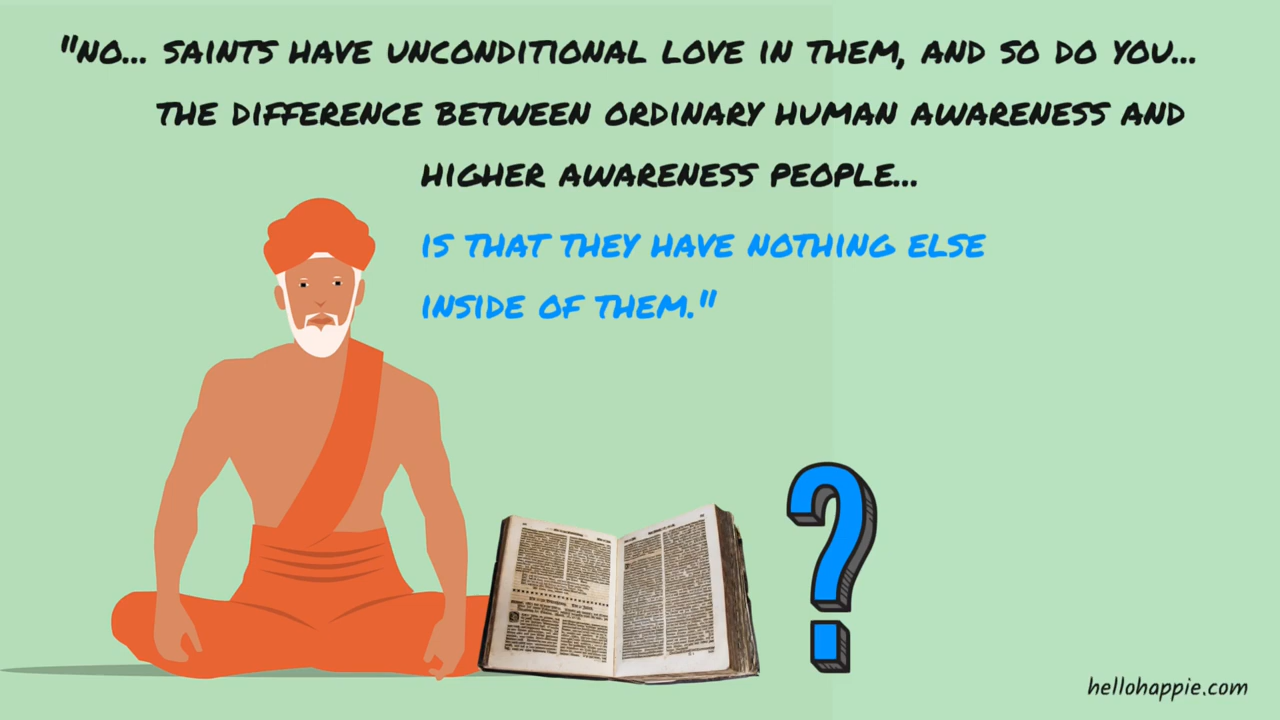 "NO... SAINTS HAVE UNCONDITIONAL LOVE IN THEM, AND SO DO YOU...
THE DIFFERENCE BETWEEN ORDINARY HUMAN AWARENESS AND
HIGHER AWARENESS PEOPLE...
IS THAT THEY HAVE NOTHING ELSE
INSIDE OF THEM."
?
hellohappie.com